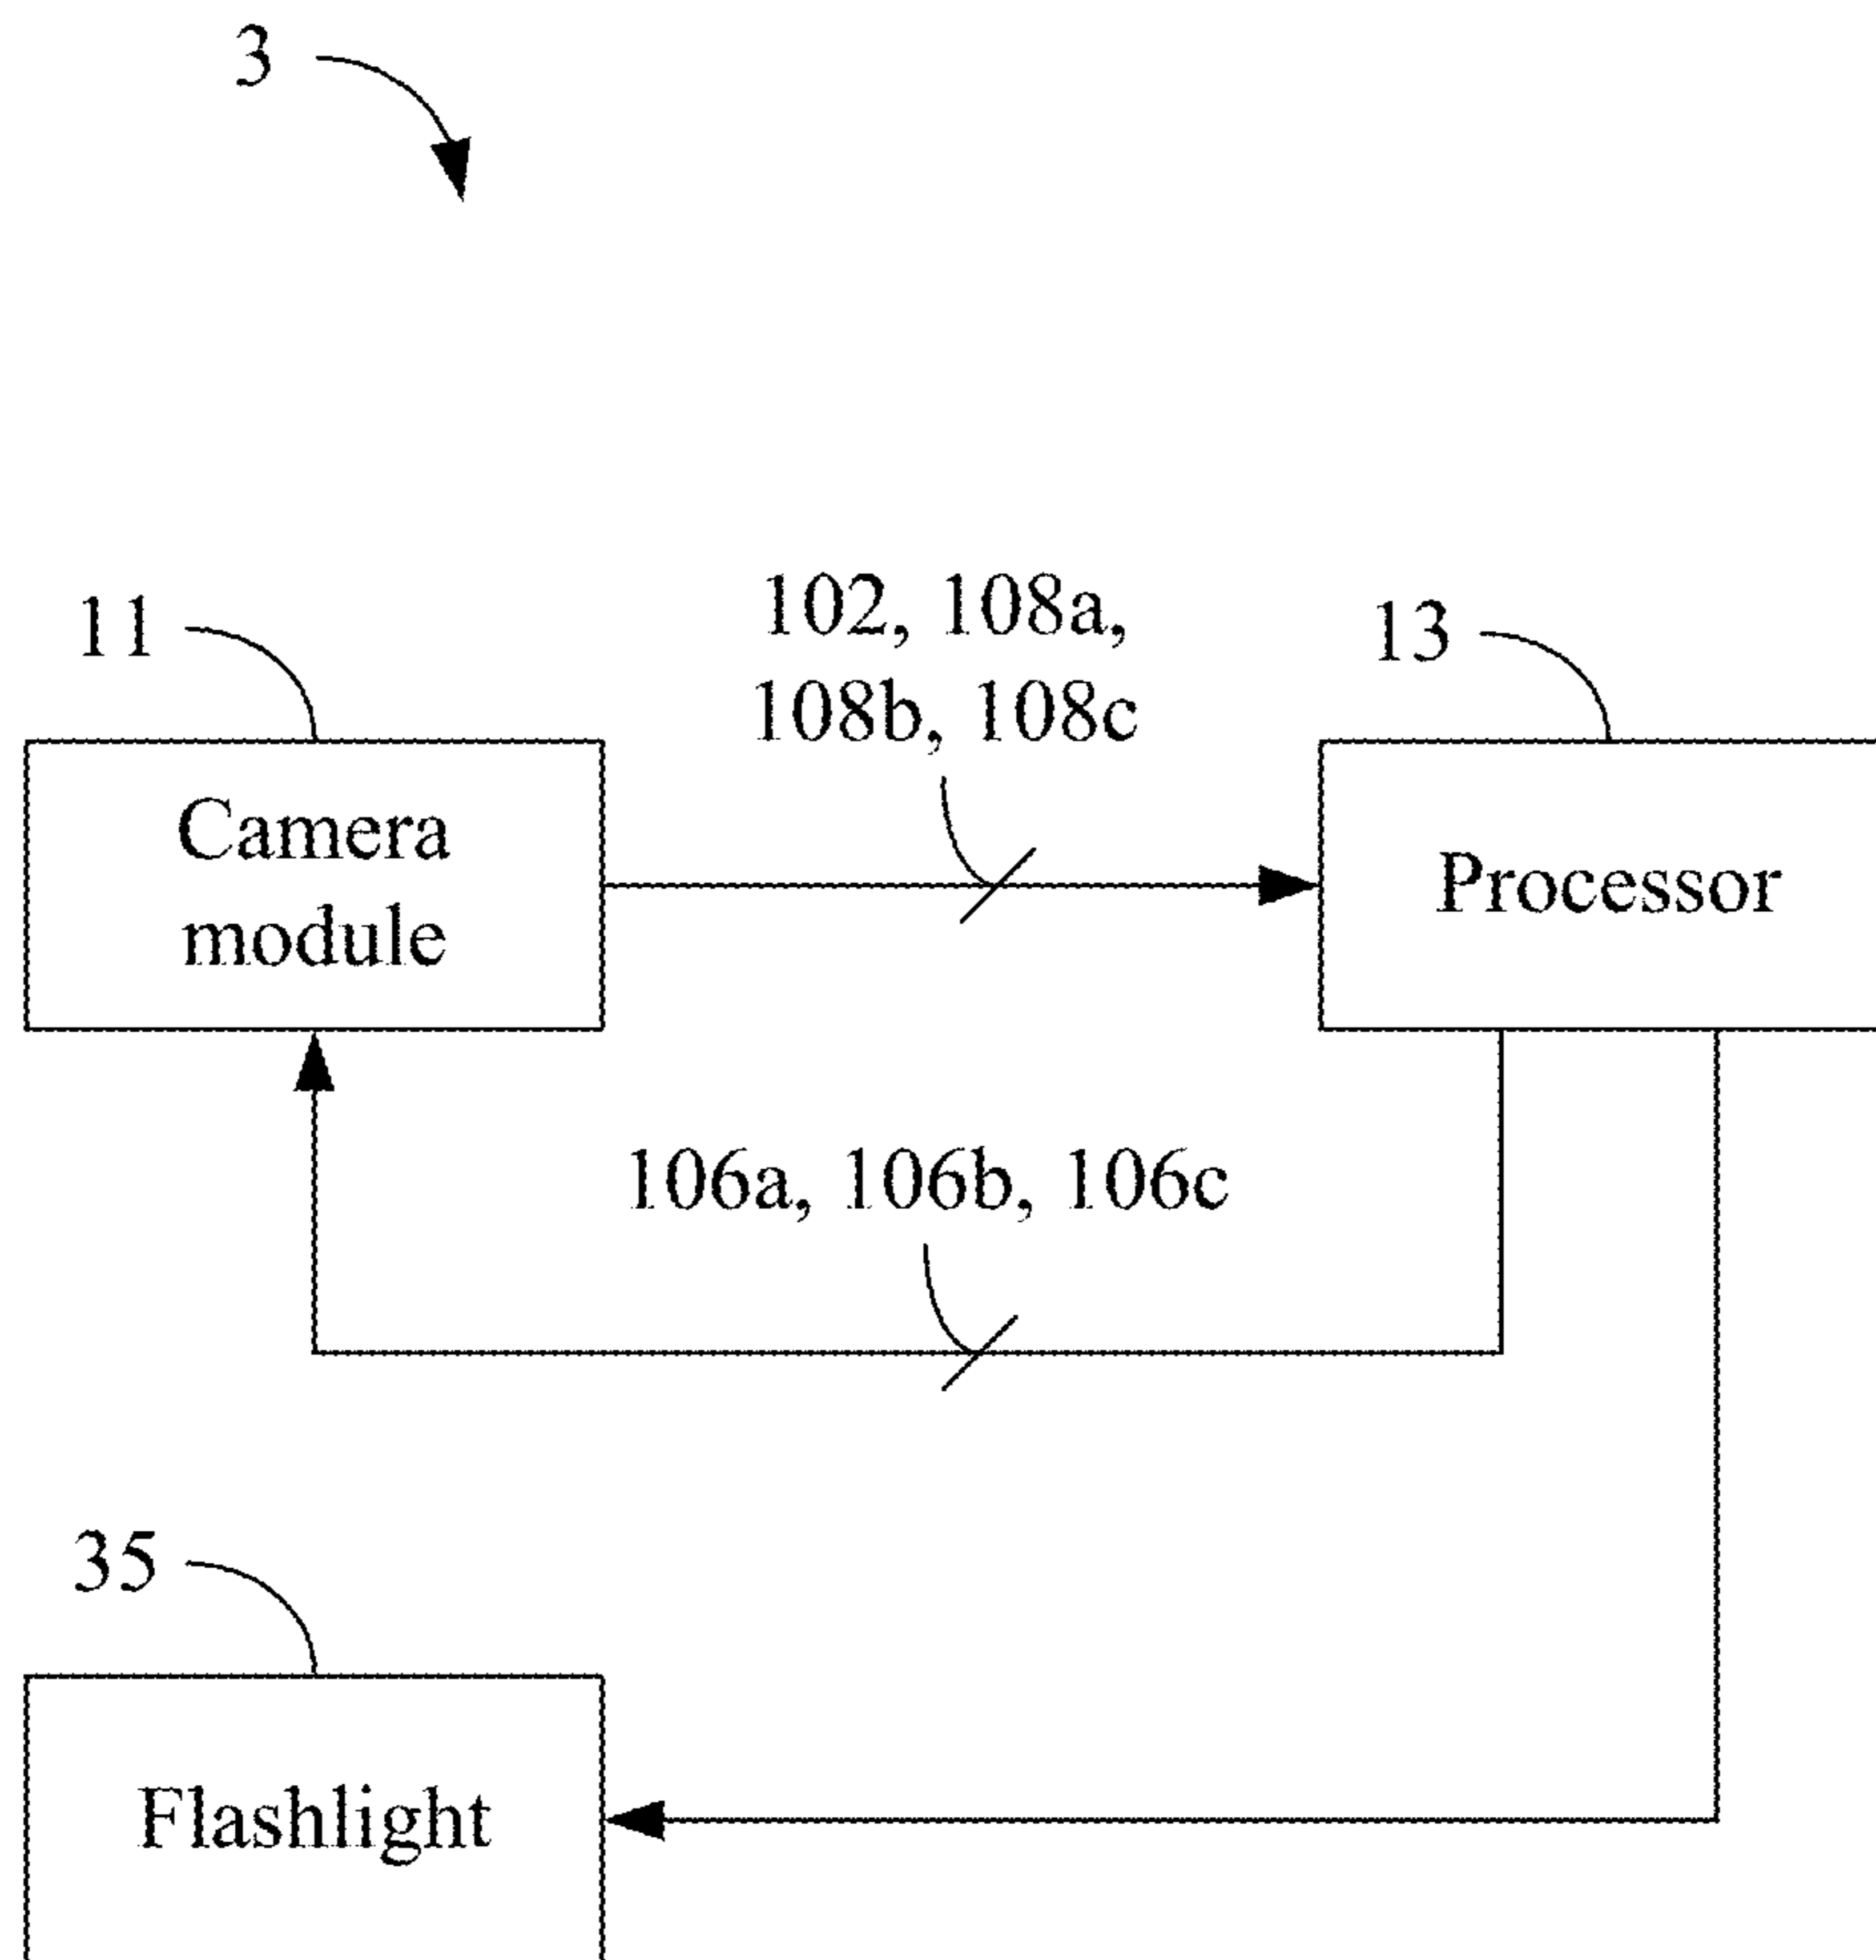 3
102, 108a,
108b, 108c
11
13
Camera
module
Processor
106a, 106b, 106c
35
Flashlight